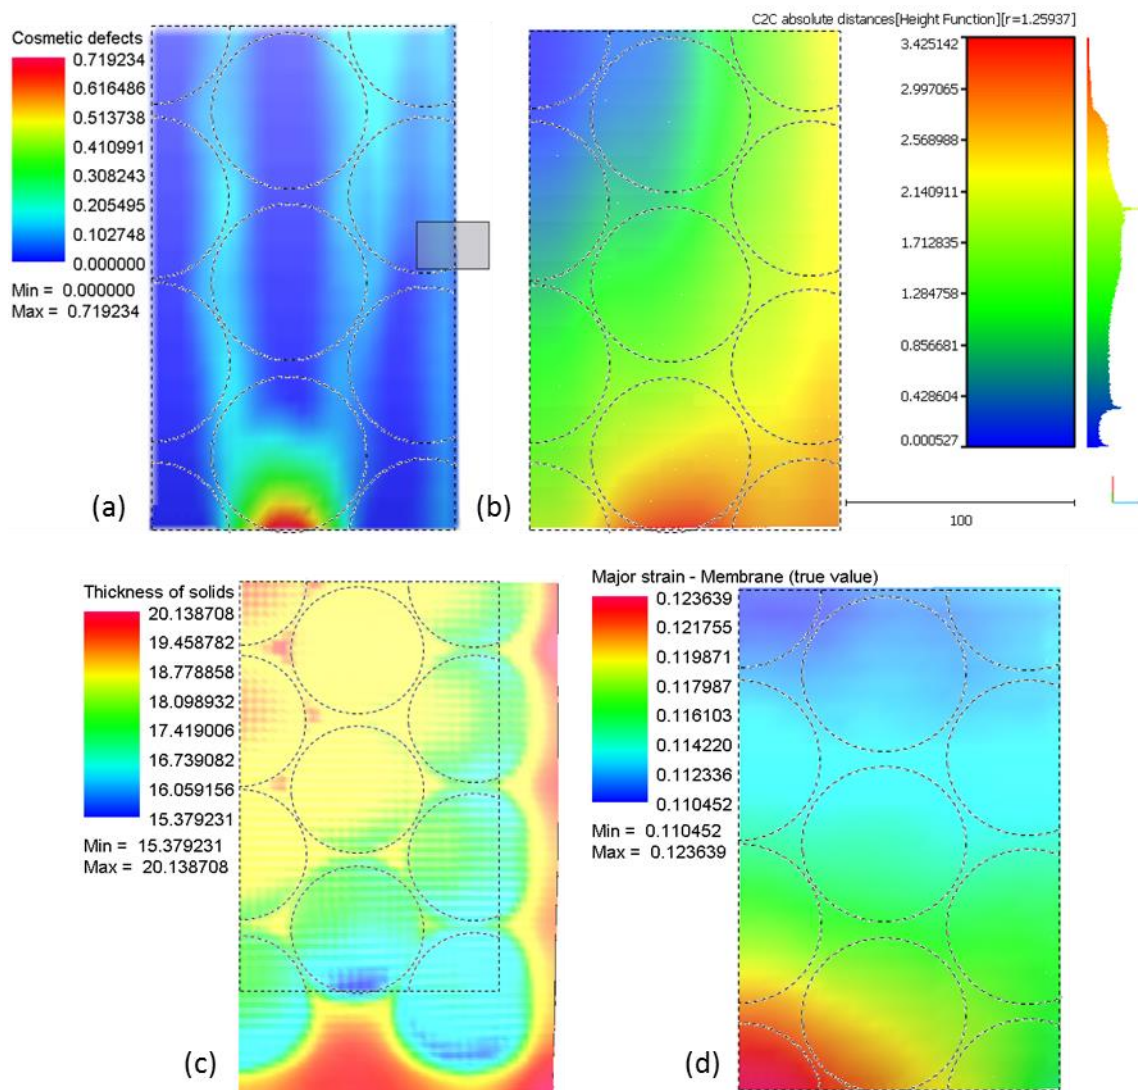 Cosmetic defects
0.719234
0.616486
0.513738
0.410991
0.308243
0.205495
0.102748
0.000000
Min = 0.000000
Max = 0.719234
(a)
C2C absolute distances[Height Function][r=1.25937]
3.425142
2.997065
2.568988
2.140911
1.712835
1.284758
0.856681
0.428604
0.000527
100
(b)
Thickness of solids
20.138708
19.458782
18.778858
18.098932
17.419006
16.739082
16.059156
15.379231
Min = 15.379231
Max = 20.138708
(c)
Major strain - Membrane (true value)
0.123639
0.121755
0.119871
0.117987
0.116103
0.114220
0.112336
0.110452
Min = 0.110452
Max = 0.123639
(d)